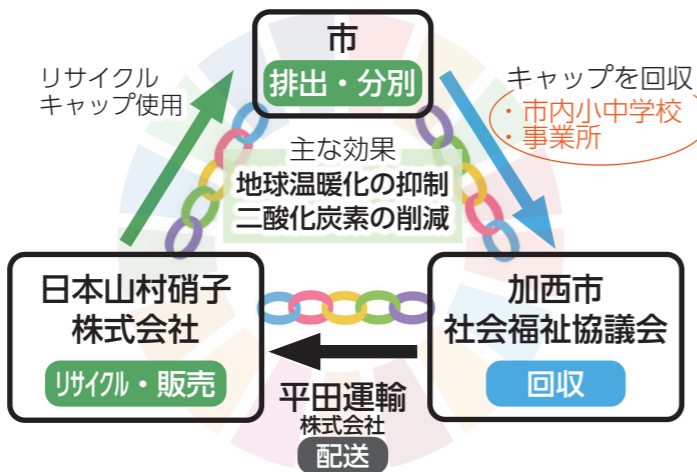 市
排出・分別
リサイクル
キャップ使用
キャップを回収
・市内小中学校
・事業所
主な効果
地球温暖化の抑制
二酸化炭素の削減
日本山村硝子
株式会社
リサイクル・販売
加西市
社会福祉協議会
回収
平田運輸
株式会社
配送